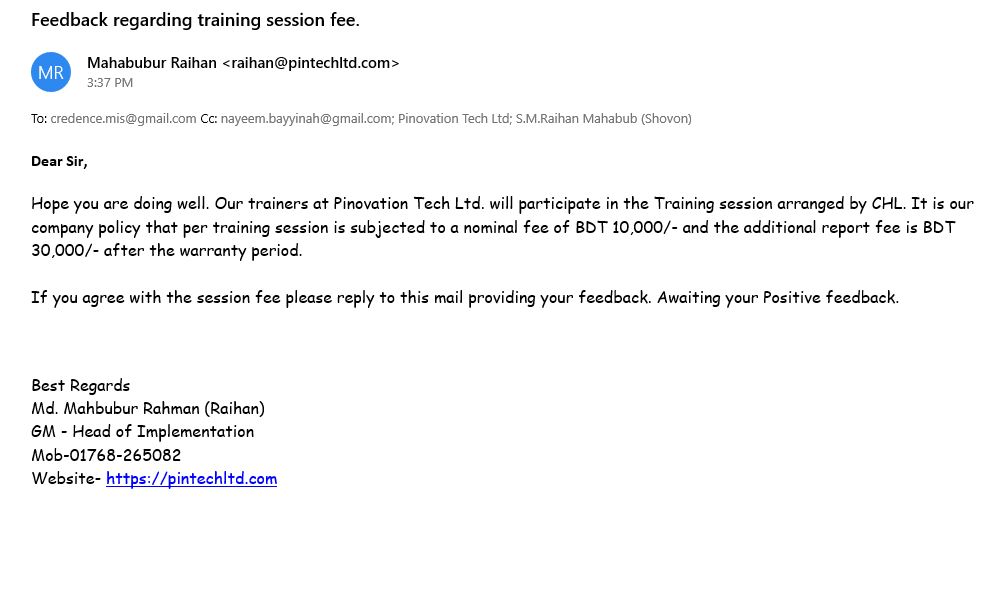 Feedback regarding training session fee.
MR
Mahabubur Raihan <raihan@pintechltd.com>
3:37 PM
To: credence.mis@gmail.com Cc: nayeem.bayyinah@gmail.com; Pinovation Tech Ltd; S.M.Raihan Mahabub (Shovon)
Dear Sir,
Hope you are doing well. Our trainers at Pinovation Tech Ltd. will participate in the Training session arranged by CHL. It is our
company policy that per training session is subjected to a nominal fee of BDT 10,000/- and the additional report fee is BDT
30,000/- after the warranty period.
If you agree with the session fee please reply to this mail providing your feedback. Awaiting your Positive feedback.
Best Regards
Md. Mahbubur Rahman (Raihan)
GM - Head of Implementation
Mob-01768-265082
Website- https://pintechltd.com